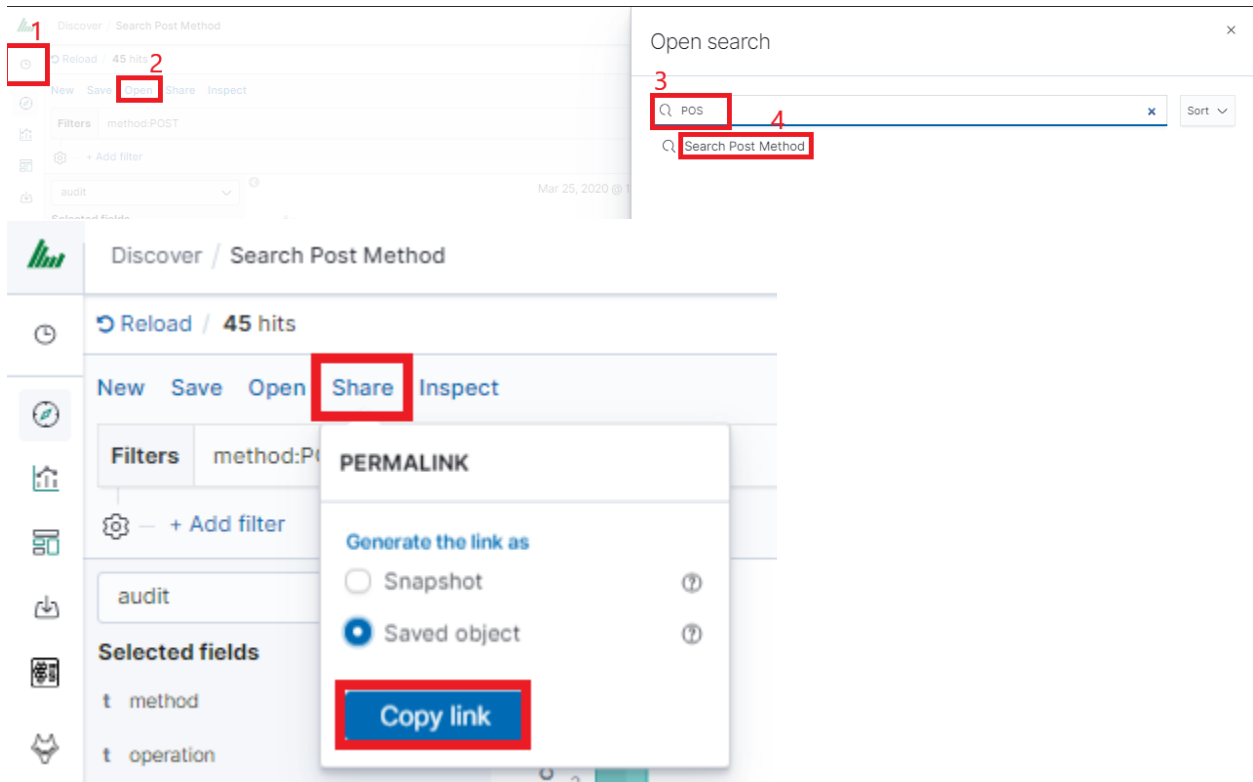 1
Discover / Search Post Method
Reload / 45 hits
2
New Save Open Share Inspect
Filters method:POST
+ Add filter
audit
Mar 25, 2020 @ 1
Selected fields
Open search
×
3
POS × Sort
4
Search Post Method
Discover / Search Post Method
Reload / 45 hits
New Save Open Share Inspect
Filters method:P
+ Add filter
audit
Selected fields
t method
t operation
PERMALINK
Generate the link as
Snapshot ?
Saved object ?
Copy link